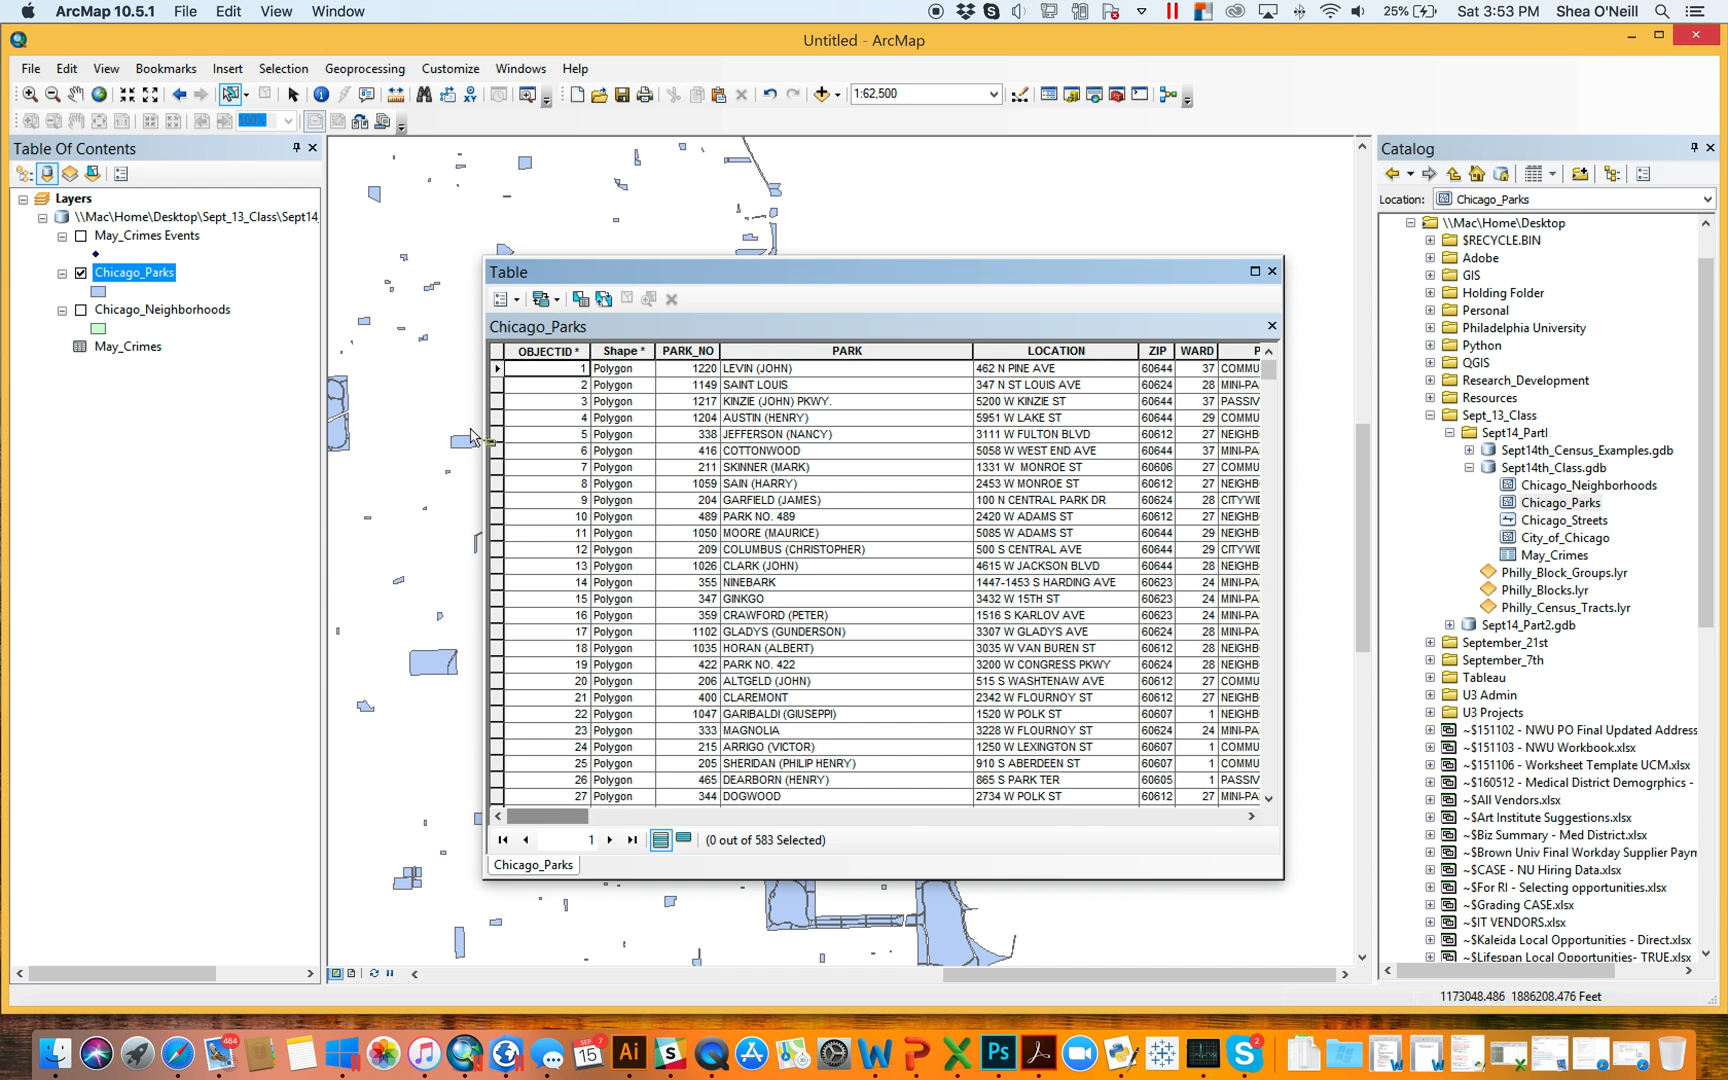 ArcMap 10.5.1 File Edit View Window 25% Sat 3:53 PM Shea O'Neill
Untitled - ArcMap
File Edit View Bookmarks Insert Selection Geoprocessing Customize Windows Help
1:62,500
100%
Table Of Contents
Layers
\\Mac\Home\Desktop\Sept_13_Class\Sept14
May_Crimes Events
Chicago_Parks
Chicago_Neighborhoods
May_Crimes
Table
Chicago_Parks
OBJECTID * Shape * PARK_NO PARK LOCATION ZIP WARD P
1 Polygon 1220 LEVIN (JOHN) 462 N PINE AVE 60644 37 COMMU
2 Polygon 1149 SAINT LOUIS 347 N ST LOUIS AVE 60624 28 MINI-PA
3 Polygon 1217 KINZIE (JOHN) PKWY. 5200 W KINZIE ST 60644 37 PASSIV
4 Polygon 1204 AUSTIN (HENRY) 5951 W LAKE ST 60644 29 COMMU
5 Polygon 338 JEFFERSON (NANCY) 3111 W FULTON BLVD 60612 27 NEIGHB
6 Polygon 416 COTTONWOOD 5058 W WEST END AVE 60644 37 MINI-PA
7 Polygon 211 SKINNER (MARK) 1331 W MONROE ST 60606 27 COMMU
8 Polygon 1059 SAIN (HARRY) 2453 W MONROE ST 60612 27 NEIGHB
9 Polygon 204 GARFIELD (JAMES) 100 N CENTRAL PARK DR 60624 28 CITYWI
10 Polygon 489 PARK NO. 489 2420 W ADAMS ST 60612 27 NEIGHB
11 Polygon 1050 MOORE (MAURICE) 5085 W ADAMS ST 60644 29 NEIGHB
12 Polygon 209 COLUMBUS (CHRISTOPHER) 500 S CENTRAL AVE 60644 29 CITYWI
13 Polygon 1026 CLARK (JOHN) 4615 W JACKSON BLVD 60644 29 COMMU
14 Polygon 355 NINEBARK 1447-1453 S HARDING AVE 60623 24 MINI-PA
15 Polygon 347 GINKGO 3432 W 15TH ST 60623 24 MINI-PA
16 Polygon 359 CRAWFORD (PETER) 1516 S KARLOV AVE 60623 24 MINI-PA
17 Polygon 1102 GLADYS (GUNDERSON) 3307 W GLADYS AVE 60624 28 MINI-PA
18 Polygon 1035 HORAN (ALBERT) 3035 W VAN BUREN ST 60612 28 NEIGHB
19 Polygon 422 PARK NO. 422 3200 W CONGRESS PKWY 60624 28 NEIGHB
20 Polygon 206 ALTGELD (JOHN) 515 S WASHTENAW AVE 60612 27 COMMU
21 Polygon 400 CLAREMONT 2342 W FLOURNOY ST 60612 27 NEIGHB
22 Polygon 1047 GARIBALDI (GIUSEPPI) 1520 W POLK ST 60607 1 NEIGHB
23 Polygon 333 MAGNOLIA 3228 W FLOURNOY ST 60624 24 MINI-PA
24 Polygon 215 ARRIGO (VICTOR) 1250 W LEXINGTON ST 60607 1 COMMU
25 Polygon 205 SHERIDAN (PHILIP HENRY) 910 S ABERDEEN ST 60607 1 COMMU
26 Polygon 465 DEARBORN (HENRY) 865 S PARK TER 60605 1 PASSIV
27 Polygon 344 DOGWOOD 2734 W POLK ST 60612 27 MINI-PA
1 (0 out of 583 Selected)
Chicago_Parks
Catalog
Location: Chicago_Parks
\\Mac\Home\Desktop
$RECYCLE.BIN
Adobe
GIS
Holding Folder
Personal
Philadelphia University
Python
QGIS
Research_Development
Resources
Sept_13_Class
Sept14_PartI
Sept14th_Census_Examples.gdb
Sept14th_Class.gdb
Chicago_Neighborhoods
Chicago_Parks
Chicago_Streets
City_of_Chicago
May_Crimes
Philly_Block_Groups.lyr
Philly_Blocks.lyr
Philly_Census_Tracts.lyr
Sept14_Part2.gdb
September_21st
September_7th
Tableau
U3 Admin
U3 Projects
~$151102 - NWU PO Final Updated Address
~$151103 - NWU Workbook.xlsx
~$151106 - Worksheet Template UCM.xlsx
~$160512 - Medical District Demogrphics -
~$All Vendors.xlsx
~$Art Institute Suggestions.xlsx
~$Biz Summary - Med District.xlsx
~$Brown Univ Final Workday Supplier Paym
~$CASE - NU Hiring Data.xlsx
~$For RI - Selecting opportunities.xlsx
~$Grading CASE.xlsx
~$IT VENDORS.xlsx
~$Kaleida Local Opportunities - Direct.xlsx
~$Lifespan Local Opportunities- TRUE.xlsx
1173048.486 1886208.476 Feet
464 SEP 15 7 Ai Ps 2